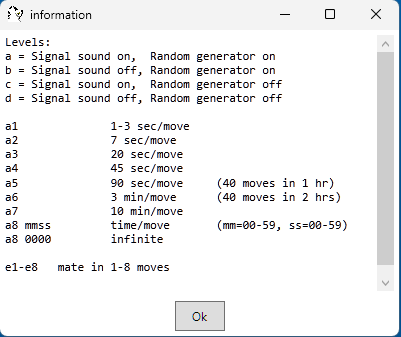 information
Levels:
a = Signal sound on,  Random generator on
b = Signal sound off, Random generator on
c = Signal sound on,  Random generator off
d = Signal sound off, Random generator off
a1 1-3 sec/move
a2 7 sec/move
a3 20 sec/move
a4 45 sec/move
a5 90 sec/move (40 moves in 1 hr)
a6 3 min/move (40 moves in 2 hrs)
a7 10 min/move
a8 mmss time/move (mm=00-59, ss=00-59)
a8 0000 infinite
e1-e8 mate in 1-8 moves
Ok